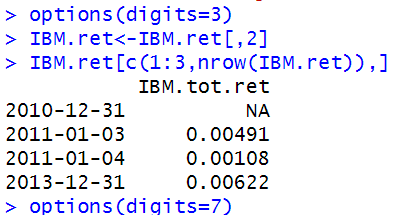 > options(digits=3)
> IBM.ret<-IBM.ret[,2]
> IBM.ret[c(1:3,nrow(IBM.ret)),]
           IBM.tot.ret
2010-12-31          NA
2011-01-03     0.00491
2011-01-04     0.00108
2013-12-31     0.00622
> options(digits=7)